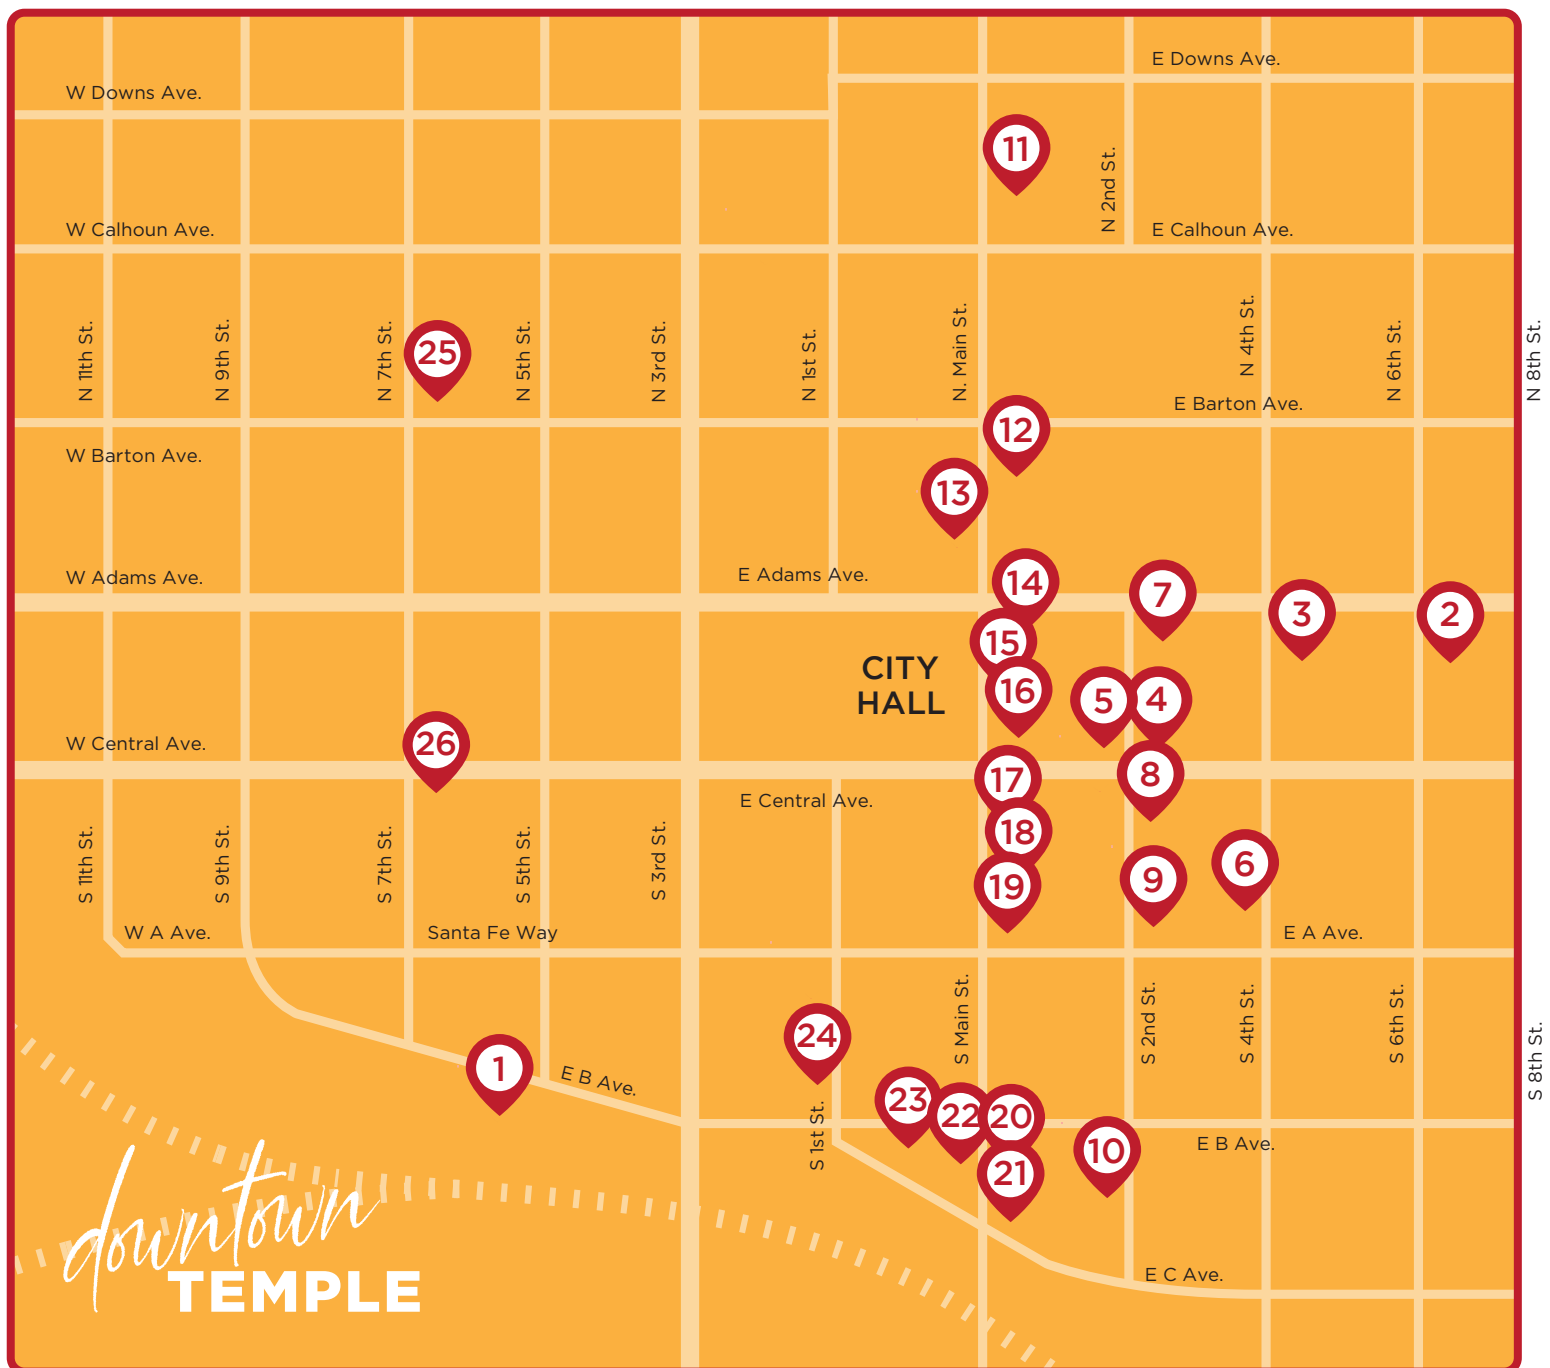 E Downs Ave.
W Downs Ave.
11
N 2nd St.
W Calhoun Ave.
E Calhoun Ave.
N 11th St.
N 9th St.
N 7th St.
25
N 5th St.
N 3rd St.
N 1st St.
N. Main St.
N 4th St.
N 6th St.
N 8th St.
E Barton Ave.
12
W Barton Ave.
13
W Adams Ave.
E Adams Ave.
14
7
3
2
15
CITY
HALL
16
5
4
W Central Ave.
26
17
8
E Central Ave.
18
S 11th St.
S 9th St.
S 7th St.
S 5th St.
S 3rd St.
19
9
6
W A Ave.
Santa Fe Way
E A Ave.
24
S Main St.
S 2nd St.
S 4th St.
S 6th St.
S 8th St.
1
E B Ave.
23
22
20
S 1st St.
10
E B Ave.
21
downtown
TEMPLE
E C Ave.